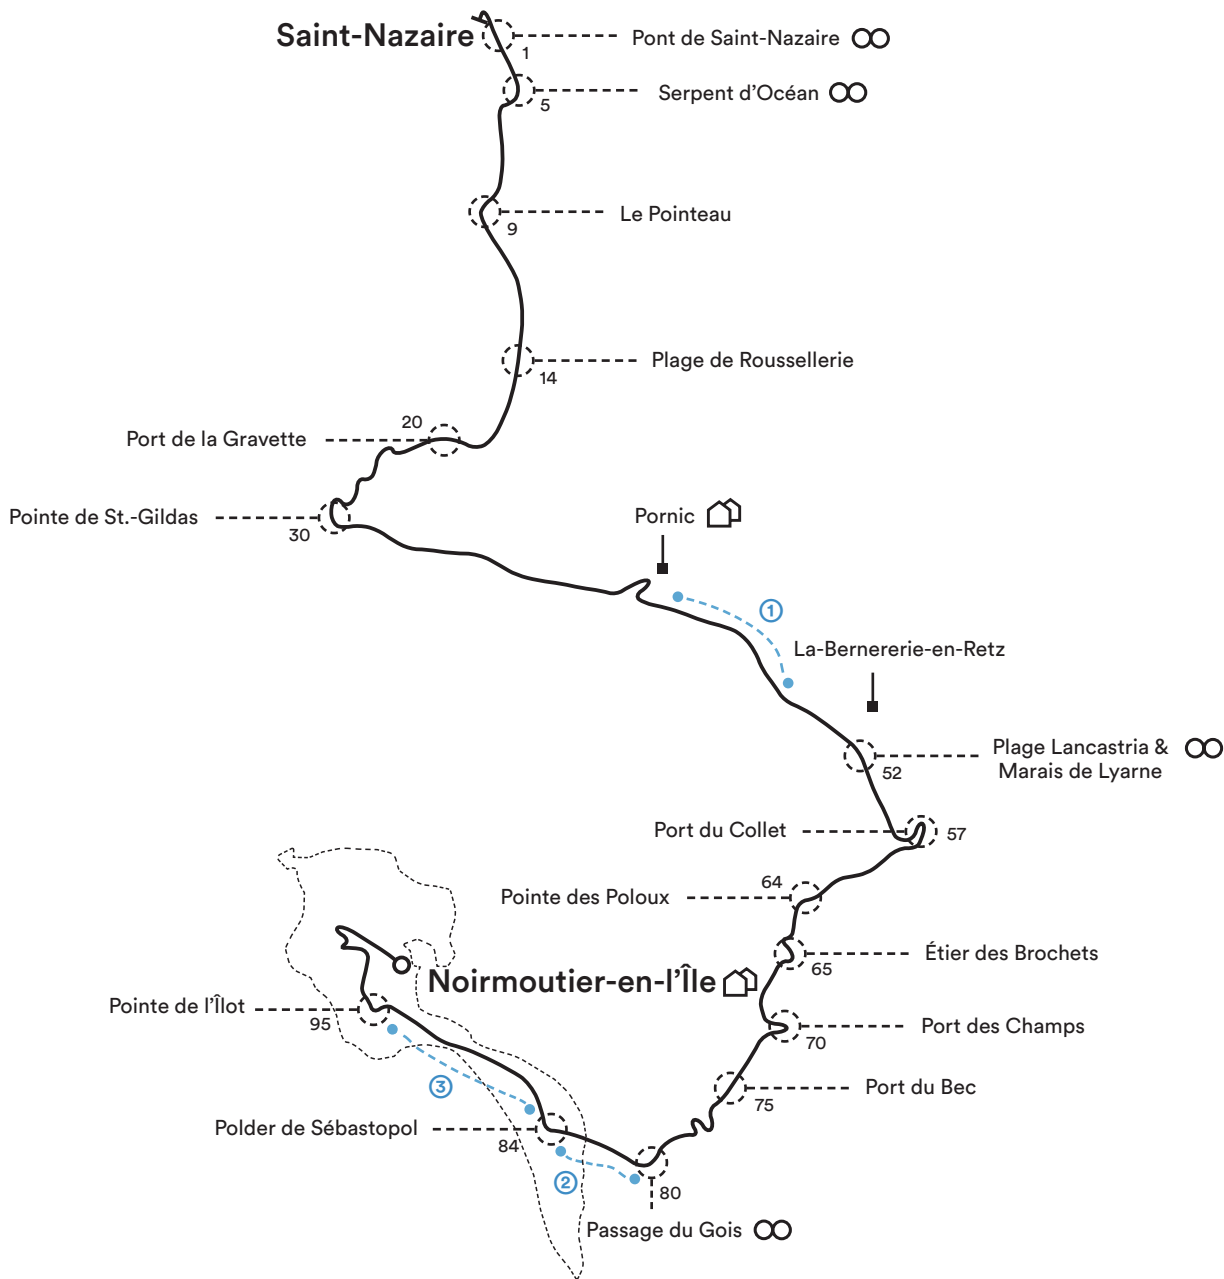 Saint-Nazaire
Pont de Saint-Nazaire
1
Serpent d'Océan
5
Le Pointeau
9
Plage de Roussellerie
14
20
Port de la Gravette
Pointe de St.-Gildas
30
Pornic
1
La-Bernererie-en-Retz
Plage Lancastria &
Marais de Lyarne
52
Port du Collet
57
64
Pointe des Poloux
Étier des Brochets
65
Noirmoutier-en-l'Île
Pointe de l'Îlot
95
Port des Champs
70
3
Port du Bec
75
Polder de Sébastopol
84
2
80
Passage du Gois